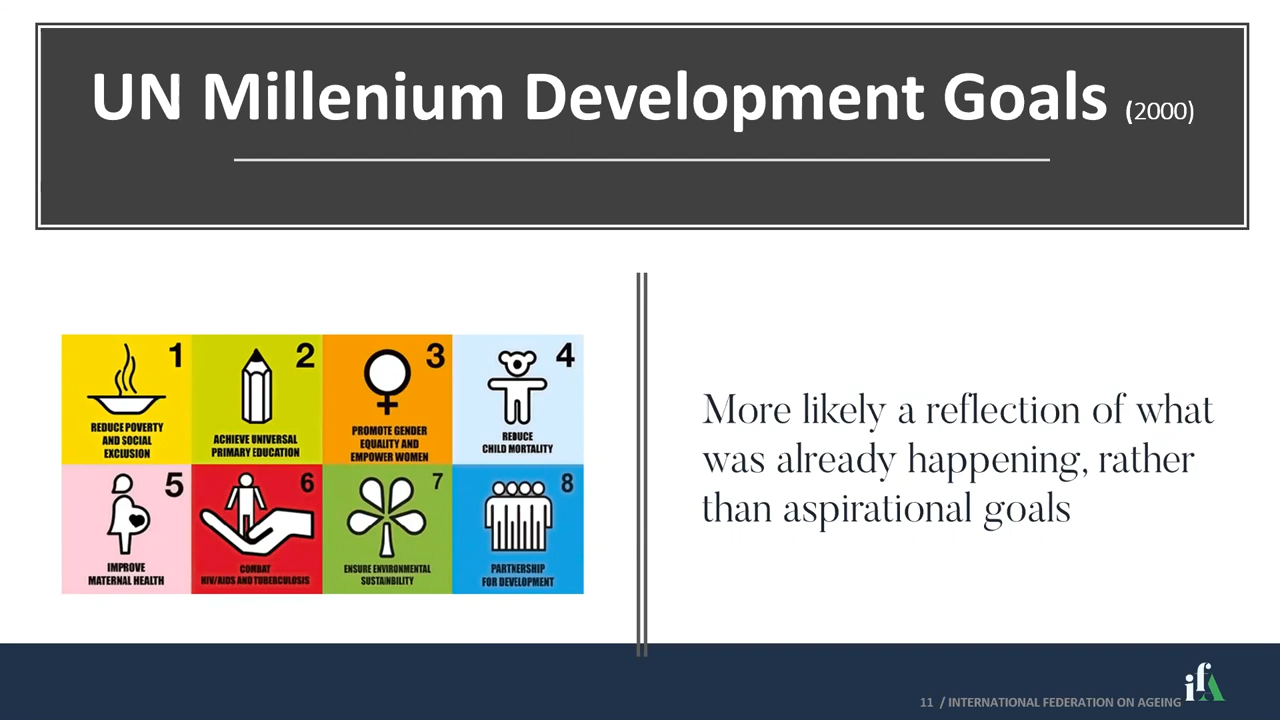 UN Millenium Development Goals (2000)
1
REDUCE POVERTY
AND SOCIAL
EXCLUSION
2
ACHIEVE UNIVERSAL
PRIMARY EDUCATION
3
PROMOTE GENDER
EQUALITY AND
EMPOWER WOMEN
4
REDUCE
CHILD MORTALITY
5
IMPROVE
MATERNAL HEALTH
6
COMBAT
HIV/AIDS AND TUBERCULOSIS
7
ENSURE ENVIRONMENTAL
SUSTAINBILITY
8
PARTNERSHIP
FOR DEVELOPMENT
More likely a reflection of what
was already happening, rather
than aspirational goals
11 / INTERNATIONAL FEDERATION ON AGEING
ifA